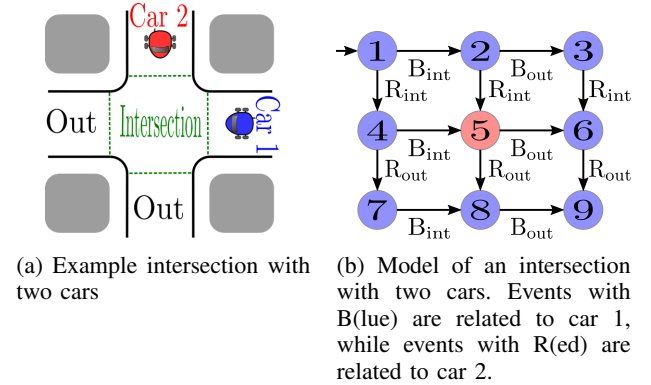 Car 2
Out
Intersection
Car 1
Out
(a) Example intersection with
two cars
1 2 3
B_int B_out
R_int R_int R_int
4 5 6
B_int B_out
R_out R_out R_out
7 8 9
B_int B_out
(b) Model of an intersection
with two cars. Events with
B(lue) are related to car 1,
while events with R(ed) are
related to car 2.